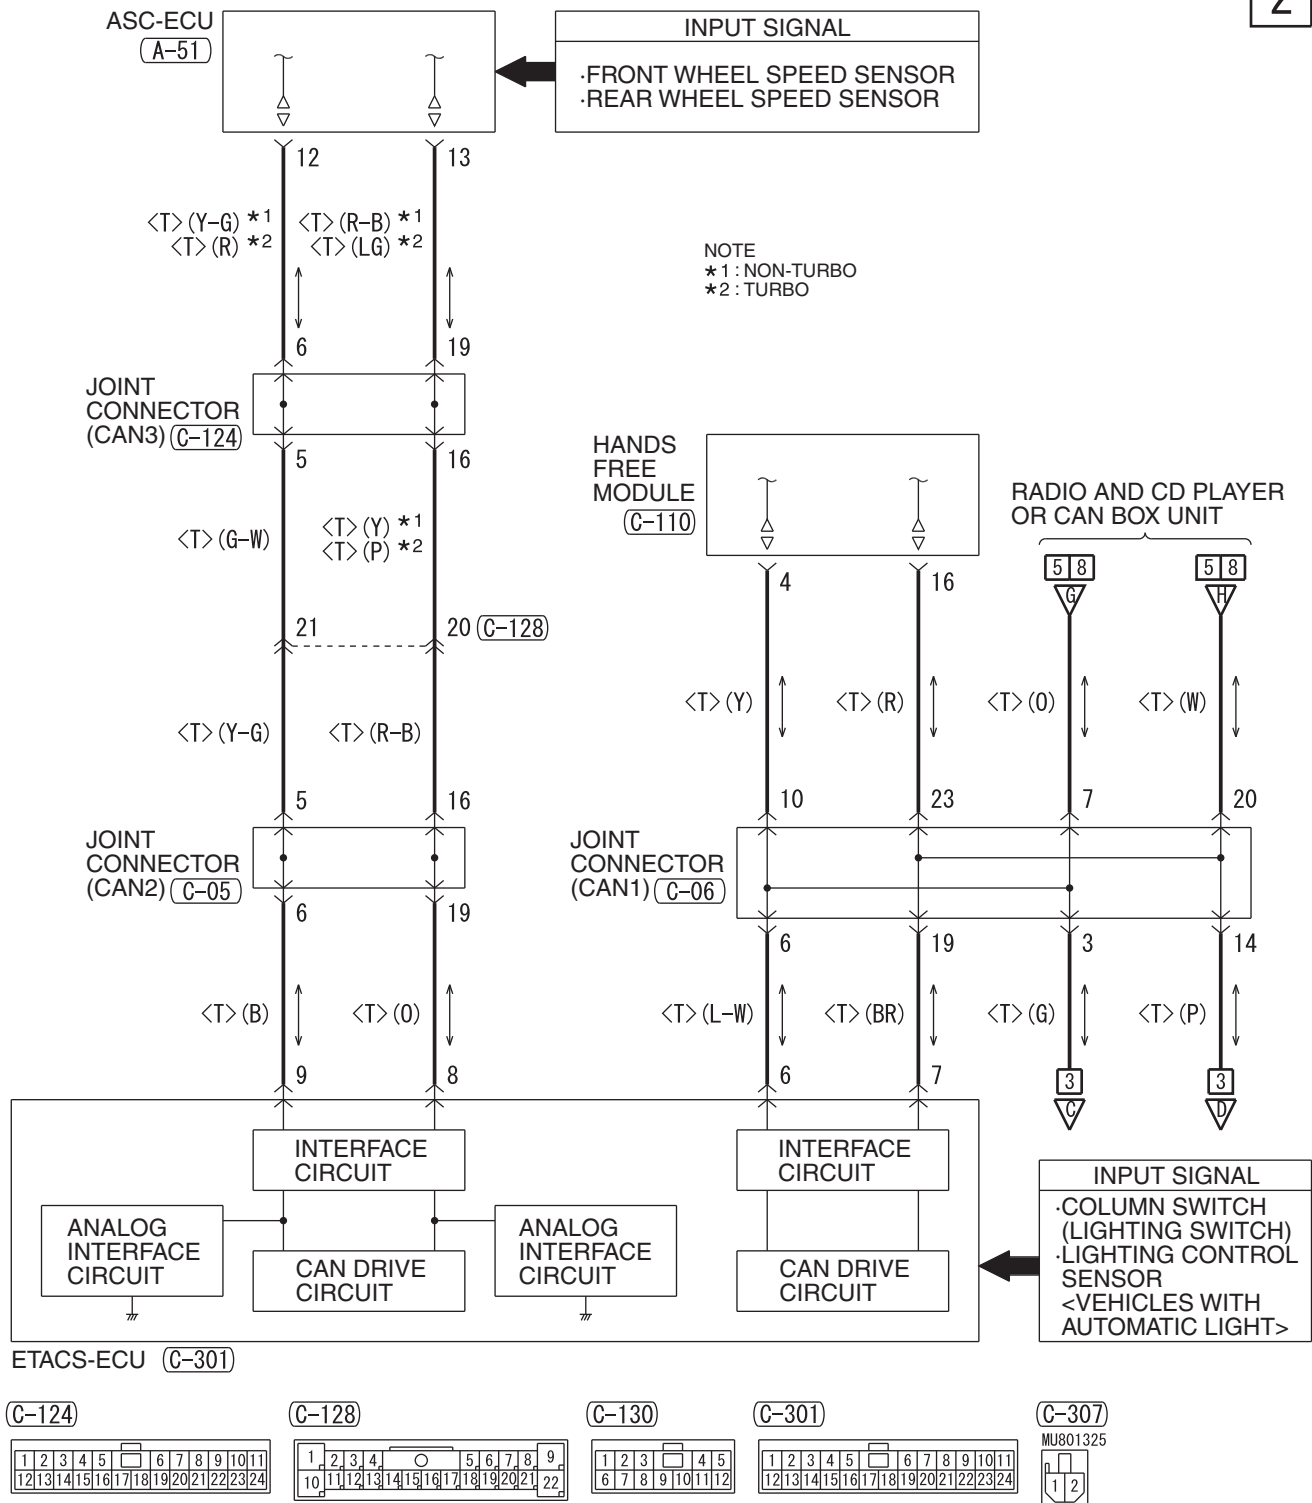 ASC-ECU
(A-51)
INPUT SIGNAL
·FRONT WHEEL SPEED SENSOR
·REAR WHEEL SPEED SENSOR
12
13
<T>(Y-G) *1
<T>(R) *2
<T>(R-B) *1
<T>(LG) *2
NOTE
*1 : NON-TURBO
*2 : TURBO
6
19
JOINT
CONNECTOR
(CAN3) (C-124)
5
16
<T>(G-W)
<T>(Y) *1
<T>(P) *2
HANDS
FREE
MODULE
(C-110)
RADIO AND CD PLAYER
OR CAN BOX UNIT
5 8
5 8
G
H
4
16
21
20 (C-128)
<T>(Y)
<T>(R)
<T>(O)
<T>(W)
<T>(Y-G)
<T>(R-B)
5
16
10
23
7
20
JOINT
CONNECTOR
(CAN2) (C-05)
JOINT
CONNECTOR
(CAN1) (C-06)
6
19
6
19
3
14
<T>(B)
<T>(O)
<T>(L-W)
<T>(BR)
<T>(G)
<T>(P)
9
8
6
7
3
3
C
D
INTERFACE
CIRCUIT
INTERFACE
CIRCUIT
ANALOG
INTERFACE
CIRCUIT
CAN DRIVE
CIRCUIT
ANALOG
INTERFACE
CIRCUIT
CAN DRIVE
CIRCUIT
INPUT SIGNAL
·COLUMN SWITCH
(LIGHTING SWITCH)
·LIGHTING CONTROL
SENSOR
<VEHICLES WITH
AUTOMATIC LIGHT>
ETACS-ECU (C-301)
(C-124)
1 2 3 4 5 6 7 8 9 10 11
12 13 14 15 16 17 18 19 20 21 22 23 24
(C-128)
1 2 3 4 5 6 7 8 9
10 11 12 13 14 15 16 17 18 19 20 21 22
(C-130)
1 2 3 4 5
6 7 8 9 10 11 12
(C-301)
1 2 3 4 5 6 7 8 9 10 11
12 13 14 15 16 17 18 19 20 21 22 23 24
(C-307)
MU801325
1 2